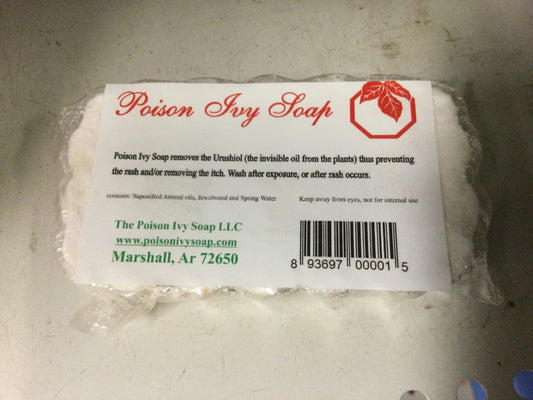 Poison Ivy Soap
Poison Ivy Soap removes the Urushiol (the invisible oil from the plants) thus preventing
the rash and/or removing the itch. Wash after exposure, or after rash occurs.
contains: Saponified Animal oils, Jewelweed and Spring Water
Keep away from eyes, not for internal use
The Poison Ivy Soap LLC
www.poisonivysoap.com
Marshall, Ar 72650
8 93697 00001 5